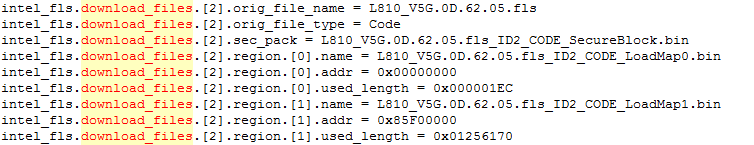 intel_fls.download_files.[2].orig_file_name = L810_V5G.0D.62.05.fls
intel_fls.download_files.[2].orig_file_type = Code
intel_fls.download_files.[2].sec_pack = L810_V5G.0D.62.05.fls_ID2_CODE_SecureBlock.bin
intel_fls.download_files.[2].region.[0].name = L810_V5G.0D.62.05.fls_ID2_CODE_LoadMap0.bin
intel_fls.download_files.[2].region.[0].addr = 0x00000000
intel_fls.download_files.[2].region.[0].used_length = 0x000001EC
intel_fls.download_files.[2].region.[1].name = L810_V5G.0D.62.05.fls_ID2_CODE_LoadMap1.bin
intel_fls.download_files.[2].region.[1].addr = 0x85F00000
intel_fls.download_files.[2].region.[1].used_length = 0x01256170